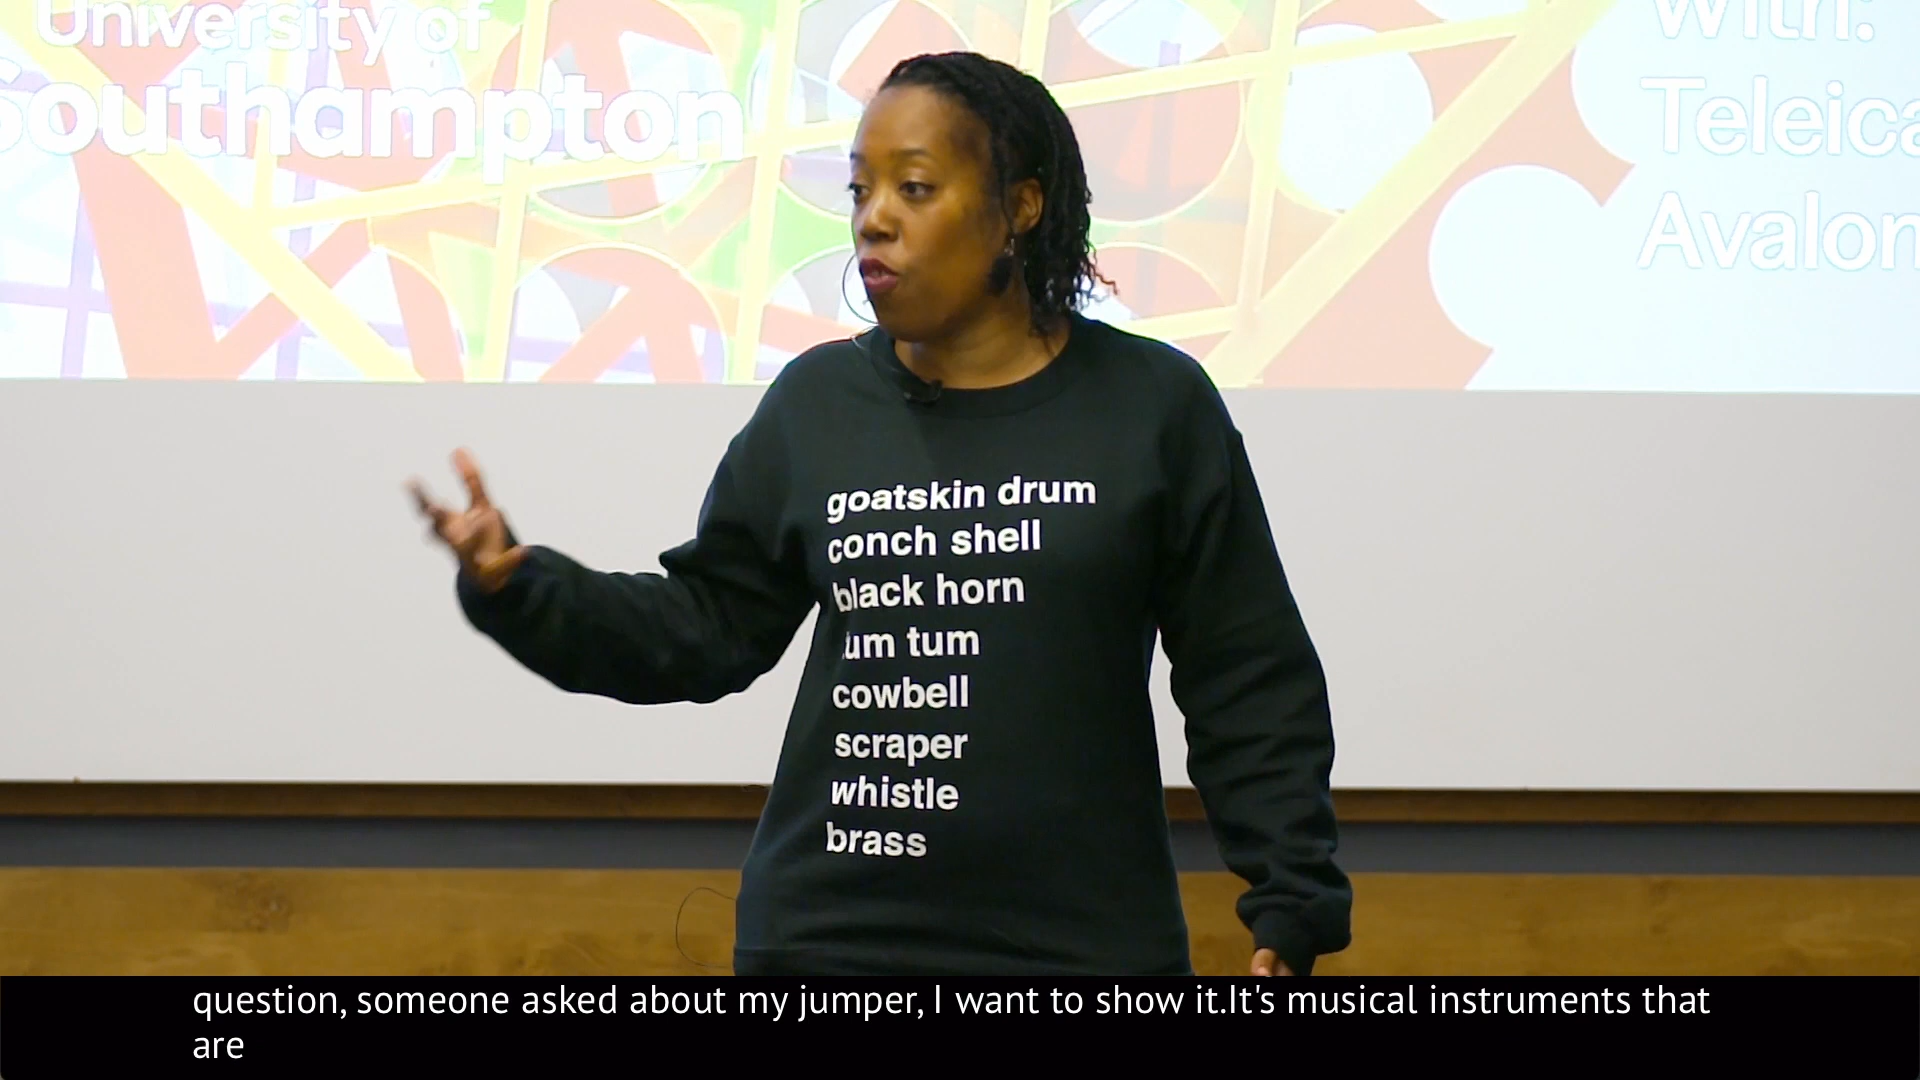 University of
Southampton
With:
Teleica
Avalon
goatskin drum
conch shell
black horn
tum tum
cowbell
scraper
whistle
brass
question, someone asked about my jumper, I want to show it.It's musical instruments that
are